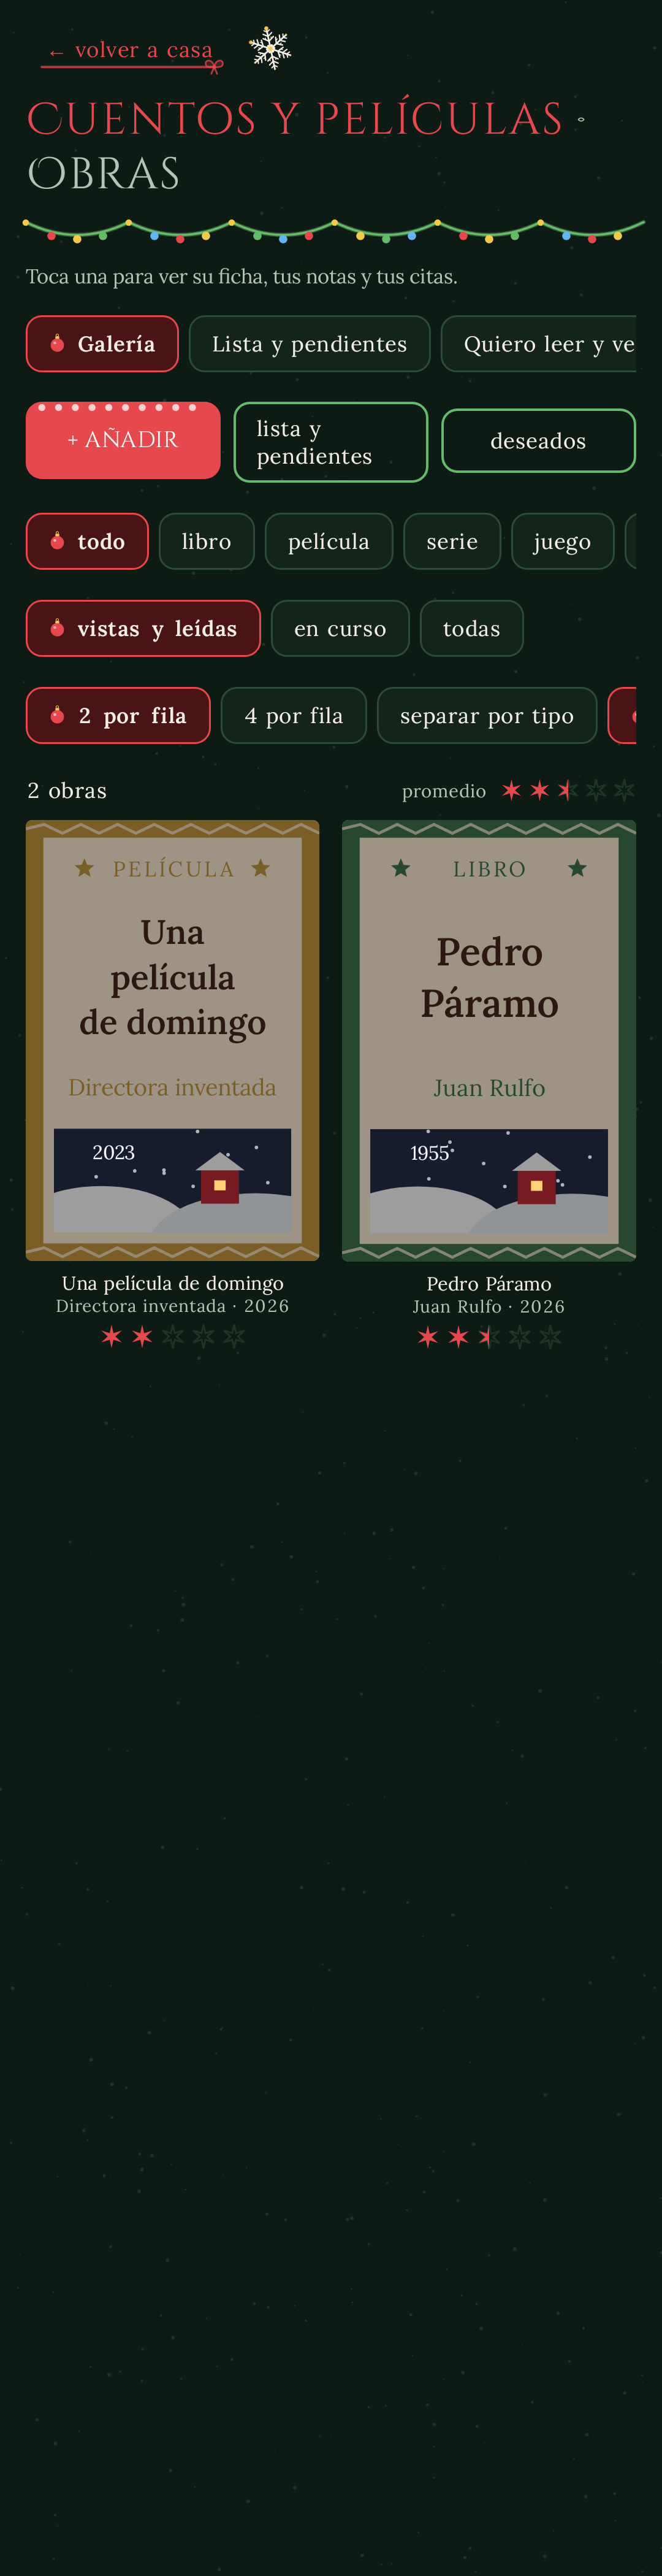 ← volver a casa
CUENTOS Y PELÍCULAS ·
OBRAS
Toca una para ver su ficha, tus notas y tus citas.
Galería
Lista y pendientes
Quiero leer y ve
+ AÑADIR
lista y
pendientes
deseados
todo
libro
película
serie
juego
vistas y leídas
en curso
todas
2 por fila
4 por fila
separar por tipo
2 obras
promedio
PELÍCULA
Una
película
de domingo
Directora inventada
2023
Una película de domingo
Directora inventada · 2026
LIBRO
Pedro
Páramo
Juan Rulfo
1955
Pedro Páramo
Juan Rulfo · 2026